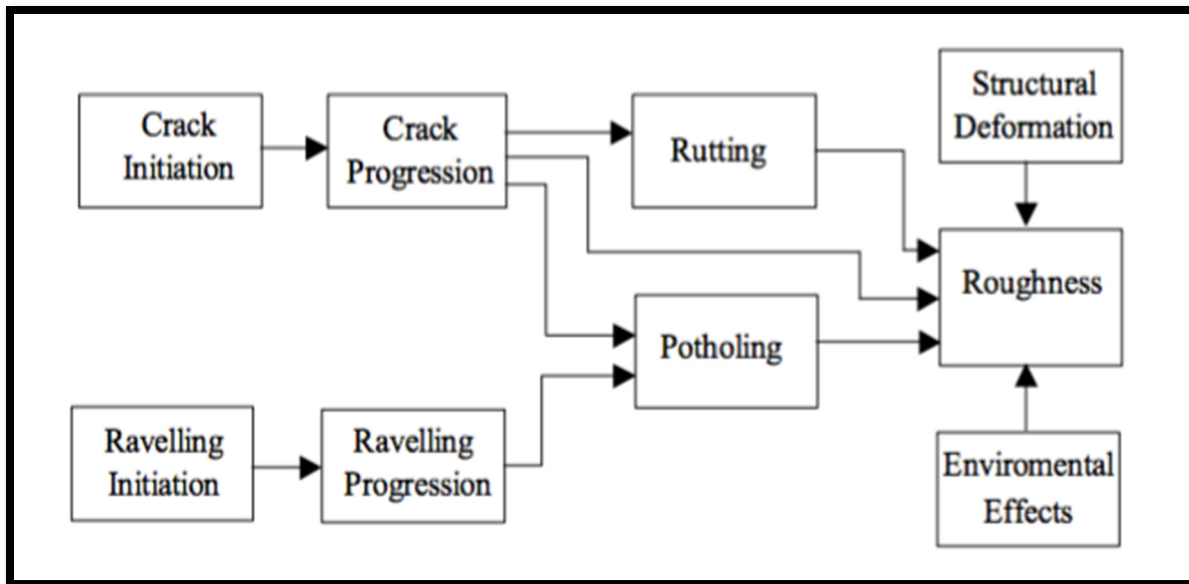 Crack
Initiation
Crack
Progression
Rutting
Structural
Deformation
Roughness
Potholing
Ravelling
Initiation
Ravelling
Progression
Enviromental
Effects